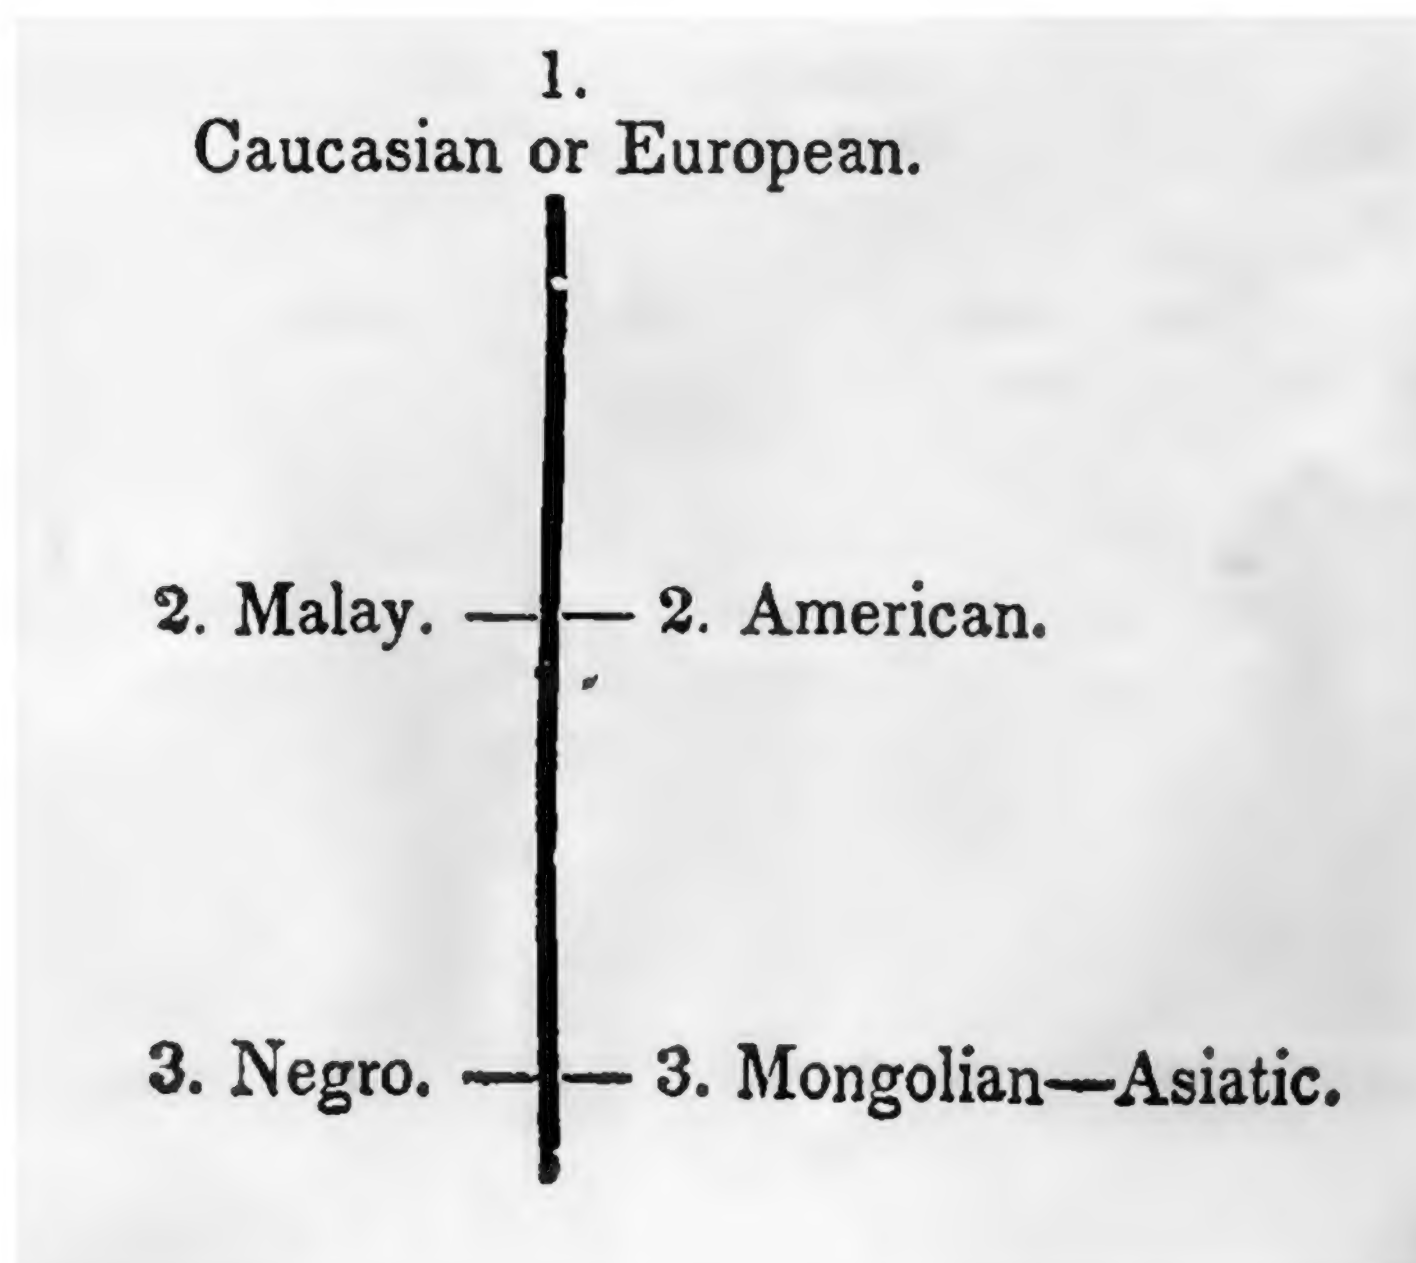 1.
Caucasian or European.
2. Malay. — — 2. American.
3. Negro. — — 3. Mongolian—Asiatic.